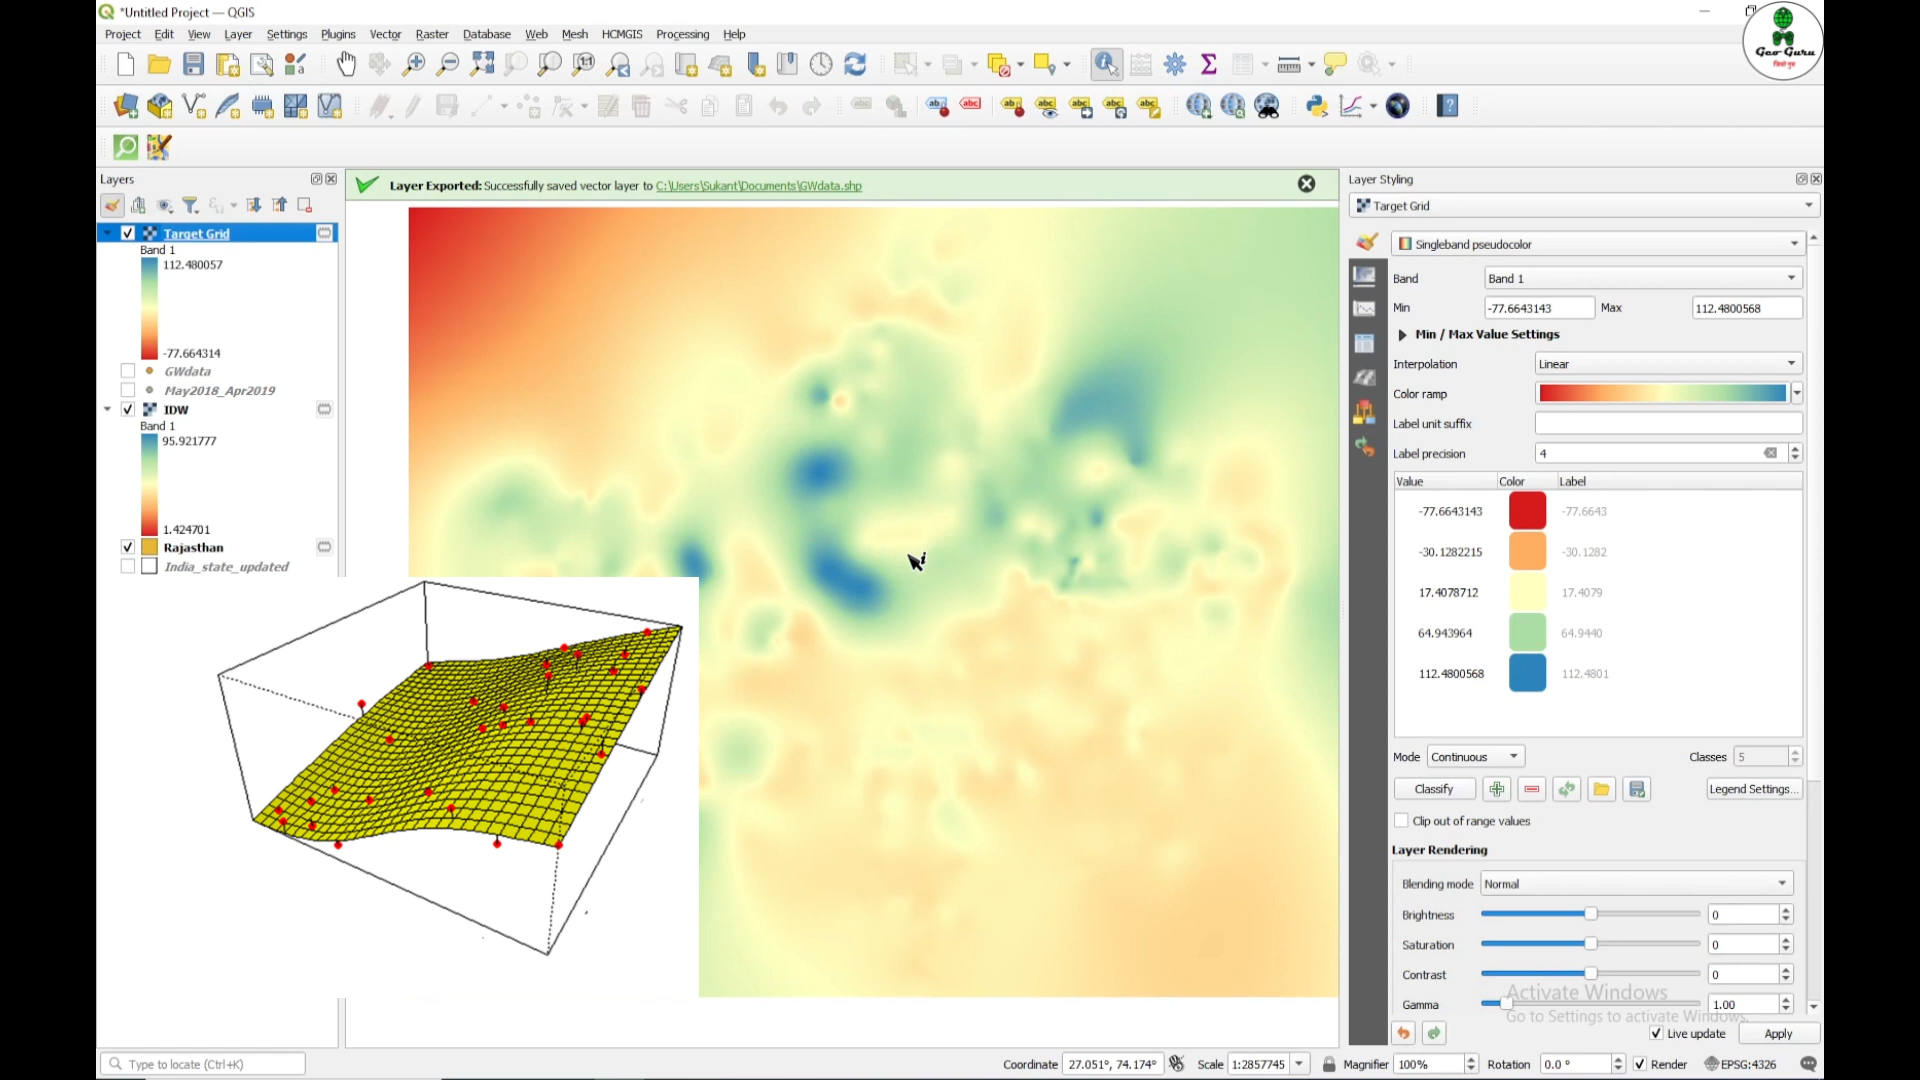 *Untitled Project — QGIS
Project Edit View Layer Settings Plugins Vector Raster Database Web Mesh HCMGIS Processing Help
Geo Guru
Layers
Layer Exported: Successfully saved vector layer to C:\Users\Sukant\Documents\GWdata.shp
Target Grid
Band 1
112.480057
-77.664314
GWdata
May2018_Apr2019
IDW
Band 1
95.921777
1.424701
Rajasthan
India_state_updated
Layer Styling
Target Grid
Singleband pseudocolor
Band Band 1
Min -77.6643143 Max 112.4800568
Min / Max Value Settings
Interpolation Linear
Color ramp
Label unit suffix
Label precision 4
Value Color Label
-77.6643143 -77.6643
-30.1282215 -30.1282
17.4078712 17.4079
64.943964 64.9440
112.4800568 112.4801
Mode Continuous Classes 5
Classify Legend Settings...
Clip out of range values
Layer Rendering
Blending mode Normal
Brightness 0
Saturation 0
Contrast 0
Gamma 1.00
Activate Windows
Go to Settings to activate Windows.
Live update Apply
Type to locate (Ctrl+K) Coordinate 27.051°, 74.174° Scale 1:2857745 Magnifier 100% Rotation 0.0 ° Render EPSG:4326